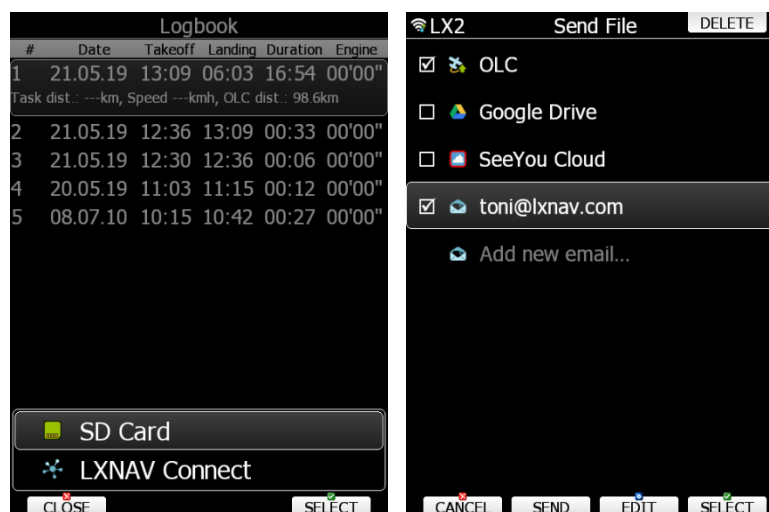 Logbook
# Date Takeoff Landing Duration Engine
1 21.05.19 13:09 06:03 16:54 00'00"
Task dist.: ---km, Speed ---kmh, OLC dist.: 98.6km
2 21.05.19 12:36 13:09 00:33 00'00"
3 21.05.19 12:30 12:36 00:06 00'00"
4 20.05.19 11:03 11:15 00:12 00'00"
5 08.07.10 10:15 10:42 00:27 00'00"
SD Card
LXNAV Connect
CLOSE SELECT
LX2 Send File DELETE
OLC
Google Drive
SeeYou Cloud
toni@lxnav.com
Add new email...
CANCEL SEND EDIT SELECT